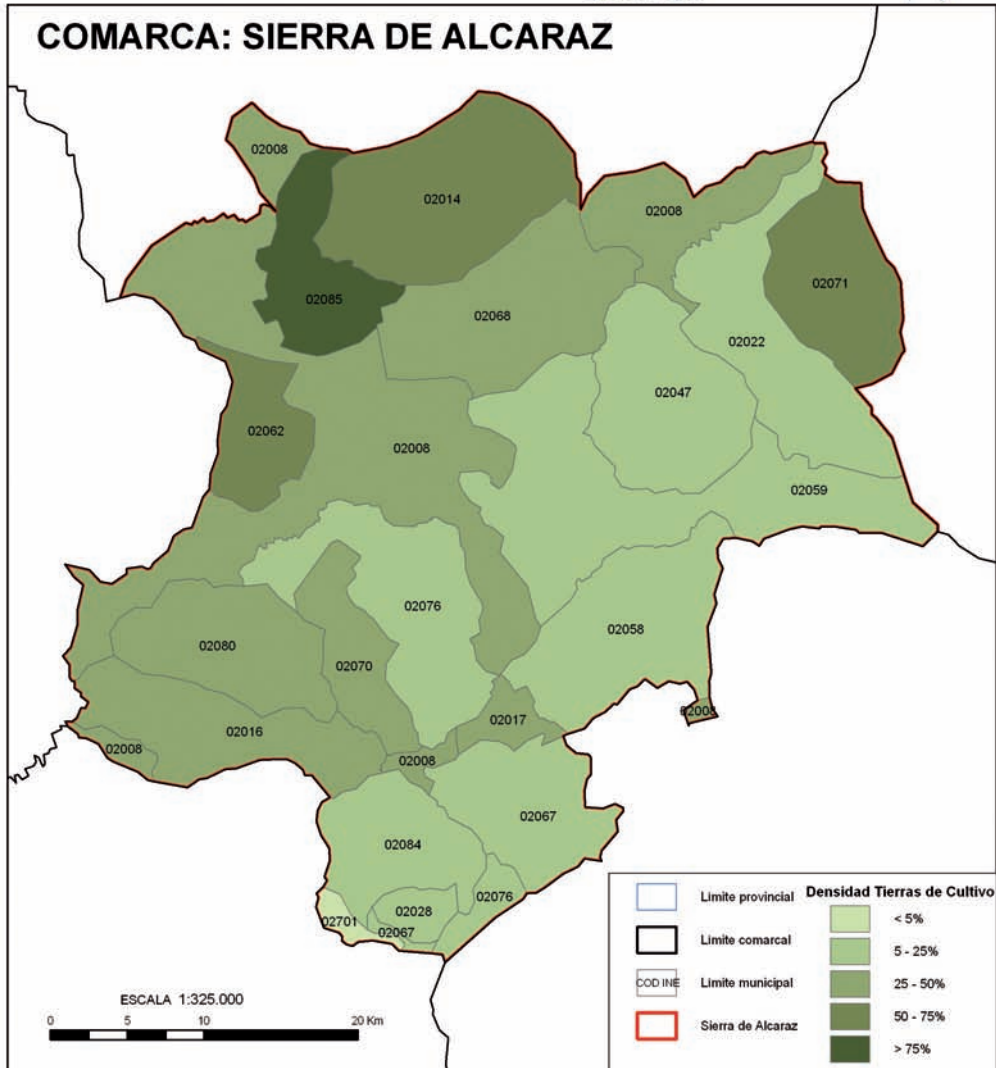 COMARCA: SIERRA DE ALCARAZ
02008
02014
02008
02071
02085
02068
02022
02047
02062
02008
02059
02076
02058
02080
02070
02008
02017
02016
02008
02008
02067
02084
02076
02028
02701
02067
ESCALA 1:325.000
0 5 10 20 Km
Limite provincial
Limite comarcal
COD INE Limite municipal
Sierra de Alcaraz
Densidad Tierras de Cultivo
< 5%
5 - 25%
25 - 50%
50 - 75%
> 75%